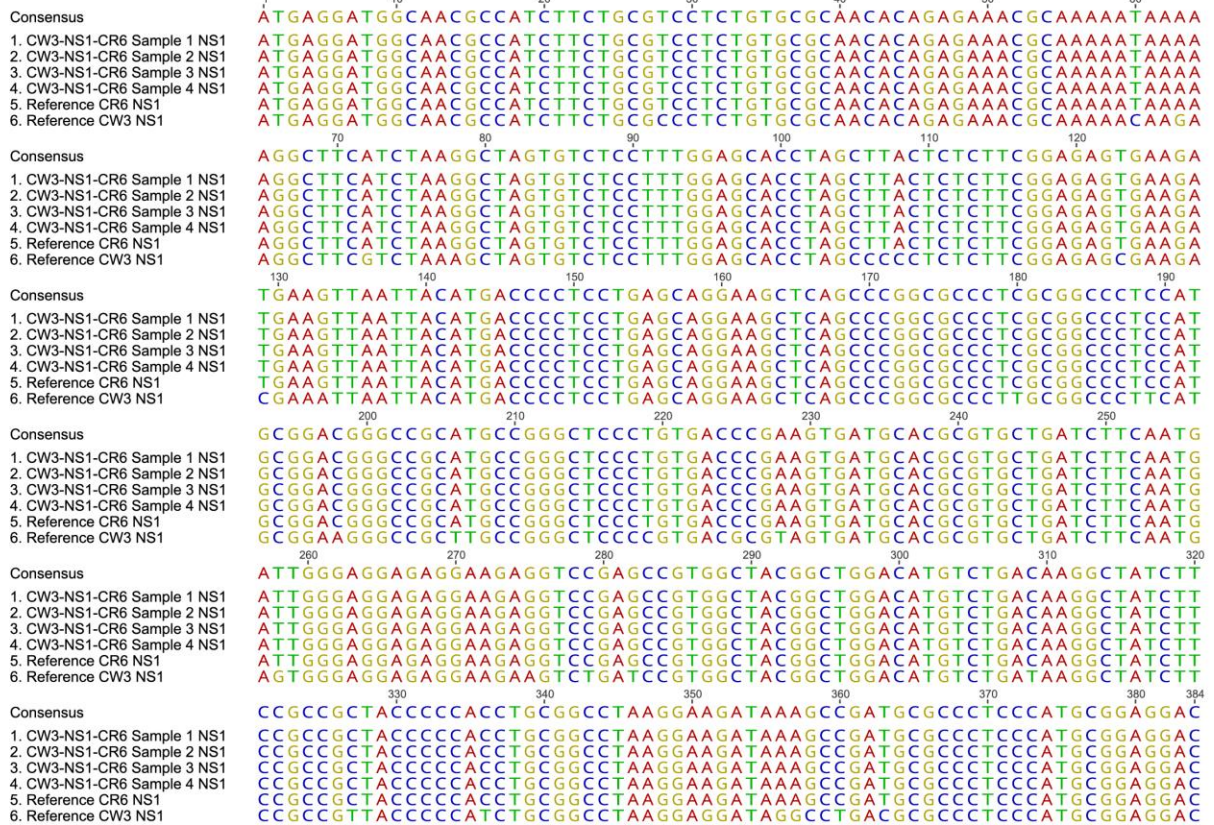 Consensus ATGAGGATGGCAACGCCATCTTCTGCGTCCTCTGTGCGCAACACAGAGAAACGCAAAAATAAAA
1. CW3-NS1-CR6 Sample 1 NS1 ATGAGGATGGCAACGCCATCTTCTGCGTCCTCTGTGCGCAACACAGAGAAACGCAAAAATAAAA
2. CW3-NS1-CR6 Sample 2 NS1 ATGAGGATGGCAACGCCATCTTCTGCGTCCTCTGTGCGCAACACAGAGAAACGCAAAAATAAAA
3. CW3-NS1-CR6 Sample 3 NS1 ATGAGGATGGCAACGCCATCTTCTGCGTCCTCTGTGCGCAACACAGAGAAACGCAAAAATAAAA
4. CW3-NS1-CR6 Sample 4 NS1 ATGAGGATGGCAACGCCATCTTCTGCGTCCTCTGTGCGCAACACAGAGAAACGCAAAAATAAAA
5. Reference CR6 NS1 ATGAGGATGGCAACGCCATCTTCTGCGTCCTCTGTGCGCAACACAGAGAAACGCAAAAATAAAA
6. Reference CW3 NS1 ATGAGGATGGCAACGCCATCTTCTGCGCCCTCTGTGCGCAACACAGAGAAACGCAAAAACAAGA
70 80 90 100 110 120
Consensus AGGCTTCATCTAAGGCTAGTGTCTCCTTTGGAGCACCTAGCTTACTCTCTTCGGAGAGTGAAGA
1. CW3-NS1-CR6 Sample 1 NS1 AGGCTTCATCTAAGGCTAGTGTCTCCTTTGGAGCACCTAGCTTACTCTCTTCGGAGAGTGAAGA
2. CW3-NS1-CR6 Sample 2 NS1 AGGCTTCATCTAAGGCTAGTGTCTCCTTTGGAGCACCTAGCTTACTCTCTTCGGAGAGTGAAGA
3. CW3-NS1-CR6 Sample 3 NS1 AGGCTTCATCTAAGGCTAGTGTCTCCTTTGGAGCACCTAGCTTACTCTCTTCGGAGAGTGAAGA
4. CW3-NS1-CR6 Sample 4 NS1 AGGCTTCATCTAAGGCTAGTGTCTCCTTTGGAGCACCTAGCTTACTCTCTTCGGAGAGTGAAGA
5. Reference CR6 NS1 AGGCTTCATCTAAGGCTAGTGTCTCCTTTGGAGCACCTAGCTTACTCTCTTCGGAGAGTGAAGA
6. Reference CW3 NS1 AGGCTTCGTCTAAAGCTAGTGTCTCCTTTGGAGCACCTAGCCCCCTCTCTTCGGAGAGCGAAGA
130 140 150 160 170 180 190
Consensus TGAAGTTAATTACATGACCCCTCCTGAGCAGGAAGCTCAGCCCGGCGCCCTCGCGGCCCTCCAT
1. CW3-NS1-CR6 Sample 1 NS1 TGAAGTTAATTACATGACCCCTCCTGAGCAGGAAGCTCAGCCCGGCGCCCTCGCGGCCCTCCAT
2. CW3-NS1-CR6 Sample 2 NS1 TGAAGTTAATTACATGACCCCTCCTGAGCAGGAAGCTCAGCCCGGCGCCCTCGCGGCCCTCCAT
3. CW3-NS1-CR6 Sample 3 NS1 TGAAGTTAATTACATGACCCCTCCTGAGCAGGAAGCTCAGCCCGGCGCCCTCGCGGCCCTCCAT
4. CW3-NS1-CR6 Sample 4 NS1 TGAAGTTAATTACATGACCCCTCCTGAGCAGGAAGCTCAGCCCGGCGCCCTCGCGGCCCTCCAT
5. Reference CR6 NS1 TGAAGTTAATTACATGACCCCTCCTGAGCAGGAAGCTCAGCCCGGCGCCCTCGCGGCCCTCCAT
6. Reference CW3 NS1 CGAAATTAATTACATGACCCCTCCTGAGCAGGAAGCTCAGCCCGGCGCCCTTGCGGCCCTTCAT
200 210 220 230 240 250
Consensus GCGGACGGGCCGCATGCCGGGCTCCCTGTGACCCGAAGTGATGCACGCGTGCTGATCTTCAATG
1. CW3-NS1-CR6 Sample 1 NS1 GCGGACGGGCCGCATGCCGGGCTCCCTGTGACCCGAAGTGATGCACGCGTGCTGATCTTCAATG
2. CW3-NS1-CR6 Sample 2 NS1 GCGGACGGGCCGCATGCCGGGCTCCCTGTGACCCGAAGTGATGCACGCGTGCTGATCTTCAATG
3. CW3-NS1-CR6 Sample 3 NS1 GCGGACGGGCCGCATGCCGGGCTCCCTGTGACCCGAAGTGATGCACGCGTGCTGATCTTCAATG
4. CW3-NS1-CR6 Sample 4 NS1 GCGGACGGGCCGCATGCCGGGCTCCCTGTGACCCGAAGTGATGCACGCGTGCTGATCTTCAATG
5. Reference CR6 NS1 GCGGACGGGCCGCATGCCGGGCTCCCTGTGACCCGAAGTGATGCACGCGTGCTGATCTTCAATG
6. Reference CW3 NS1 GCGGAAGGGCCGCTTGCCGGGCTCCCCGTGACGCGTAGTGATGCACGCGTGCTGATCTTCAATG
260 270 280 290 300 310 320
Consensus ATTGGGAGGAGAGGAAGAGGTCCGAGCCGTGGCTACGGCTGGACATGTCTGACAAGGCTATCTT
1. CW3-NS1-CR6 Sample 1 NS1 ATTGGGAGGAGAGGAAGAGGTCCGAGCCGTGGCTACGGCTGGACATGTCTGACAAGGCTATCTT
2. CW3-NS1-CR6 Sample 2 NS1 ATTGGGAGGAGAGGAAGAGGTCCGAGCCGTGGCTACGGCTGGACATGTCTGACAAGGCTATCTT
3. CW3-NS1-CR6 Sample 3 NS1 ATTGGGAGGAGAGGAAGAGGTCCGAGCCGTGGCTACGGCTGGACATGTCTGACAAGGCTATCTT
4. CW3-NS1-CR6 Sample 4 NS1 ATTGGGAGGAGAGGAAGAGGTCCGAGCCGTGGCTACGGCTGGACATGTCTGACAAGGCTATCTT
5. Reference CR6 NS1 ATTGGGAGGAGAGGAAGAGGTCCGAGCCGTGGCTACGGCTGGACATGTCTGACAAGGCTATCTT
6. Reference CW3 NS1 AGTGGGAGGAGAGGAAGAAGTCTGATCCGTGGCTACGGCTGGACATGTCTGATAAGGCTATCTT
330 340 350 360 370 380 384
Consensus CCGCCGCTACCCCCACCTGCGGCCTAAGGAAGATAAAGCCGATGCGCCCTCCCATGCGGAGGAC
1. CW3-NS1-CR6 Sample 1 NS1 CCGCCGCTACCCCCACCTGCGGCCTAAGGAAGATAAAGCCGATGCGCCCTCCCATGCGGAGGAC
2. CW3-NS1-CR6 Sample 2 NS1 CCGCCGCTACCCCCACCTGCGGCCTAAGGAAGATAAAGCCGATGCGCCCTCCCATGCGGAGGAC
3. CW3-NS1-CR6 Sample 3 NS1 CCGCCGCTACCCCCACCTGCGGCCTAAGGAAGATAAAGCCGATGCGCCCTCCCATGCGGAGGAC
4. CW3-NS1-CR6 Sample 4 NS1 CCGCCGCTACCCCCACCTGCGGCCTAAGGAAGATAAAGCCGATGCGCCCTCCCATGCGGAGGAC
5. Reference CR6 NS1 CCGCCGCTACCCCCACCTGCGGCCTAAGGAAGATAAAGCCGATGCGCCCTCCCATGCGGAGGAC
6. Reference CW3 NS1